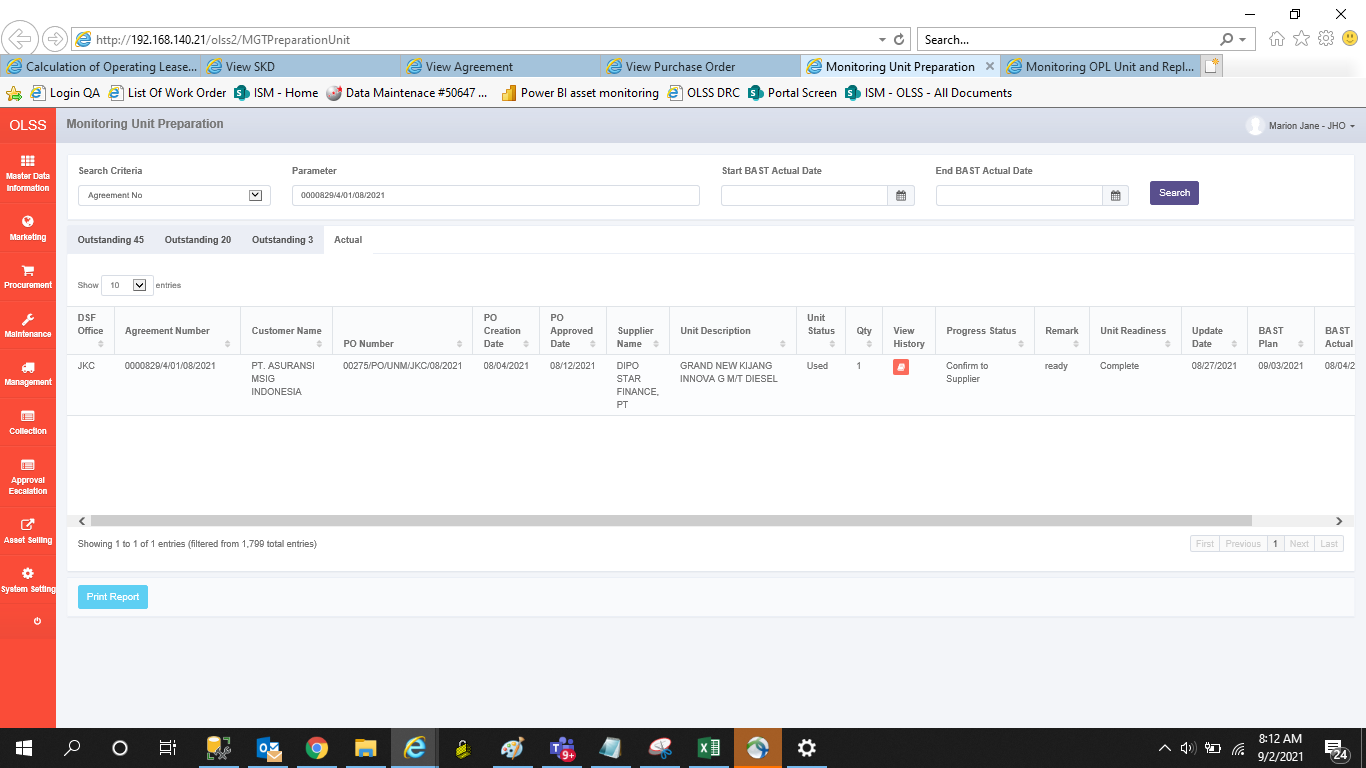 http://192.168.140.21/olss2/MGTPreparationUnit
Search...
Calculation of Operating Lease...
View SKD
View Agreement
View Purchase Order
Monitoring Unit Preparation
Monitoring OPL Unit and Repl...
Login QA
List Of Work Order
ISM - Home
Data Maintenace #50647 ...
Power BI asset monitoring
OLSS DRC
Portal Screen
ISM - OLSS - All Documents
OLSS
Monitoring Unit Preparation
Marion Jane - JHO
Master Data
Information
Marketing
Procurement
Maintenance
Management
Collection
Approval
Escalation
Asset Selling
System Setting
Search Criteria
Parameter
Start BAST Actual Date
End BAST Actual Date
Agreement No
0000829/4/01/08/2021
Search
Outstanding 45
Outstanding 20
Outstanding 3
Actual
Show 10 entries
DSF
Office
Agreement Number
Customer Name
PO Number
PO
Creation
Date
PO
Approved
Date
Supplier
Name
Unit Description
Unit
Status
Qty
View
History
Progress Status
Remark
Unit Readiness
Update
Date
BAST
Plan
BAST
Actual
JKC
0000829/4/01/08/2021
PT. ASURANSI
MSIG
INDONESIA
00275/PO/UNM/JKC/08/2021
08/04/2021
08/12/2021
DIPO
STAR
FINANCE,
PT
GRAND NEW KIJANG
INNOVA G M/T DIESEL
Used
1
Confirm to
Supplier
ready
Complete
08/27/2021
09/03/2021
08/04/2
Showing 1 to 1 of 1 entries (filtered from 1,799 total entries)
First
Previous
1
Next
Last
Print Report
9+
8:12 AM
9/2/2021
24